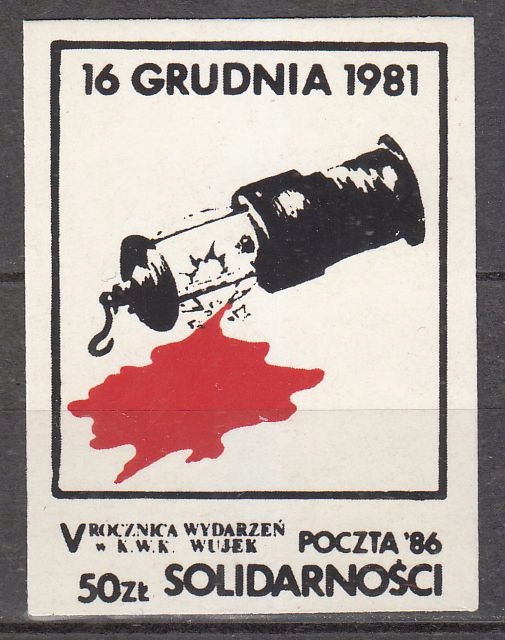 16 GRUDNIA 1981
V ROCZNICA WYDARZEŃ
w K.W.K. WUJEK
POCZTA '86
50ZŁ SOLIDARNOŚCI